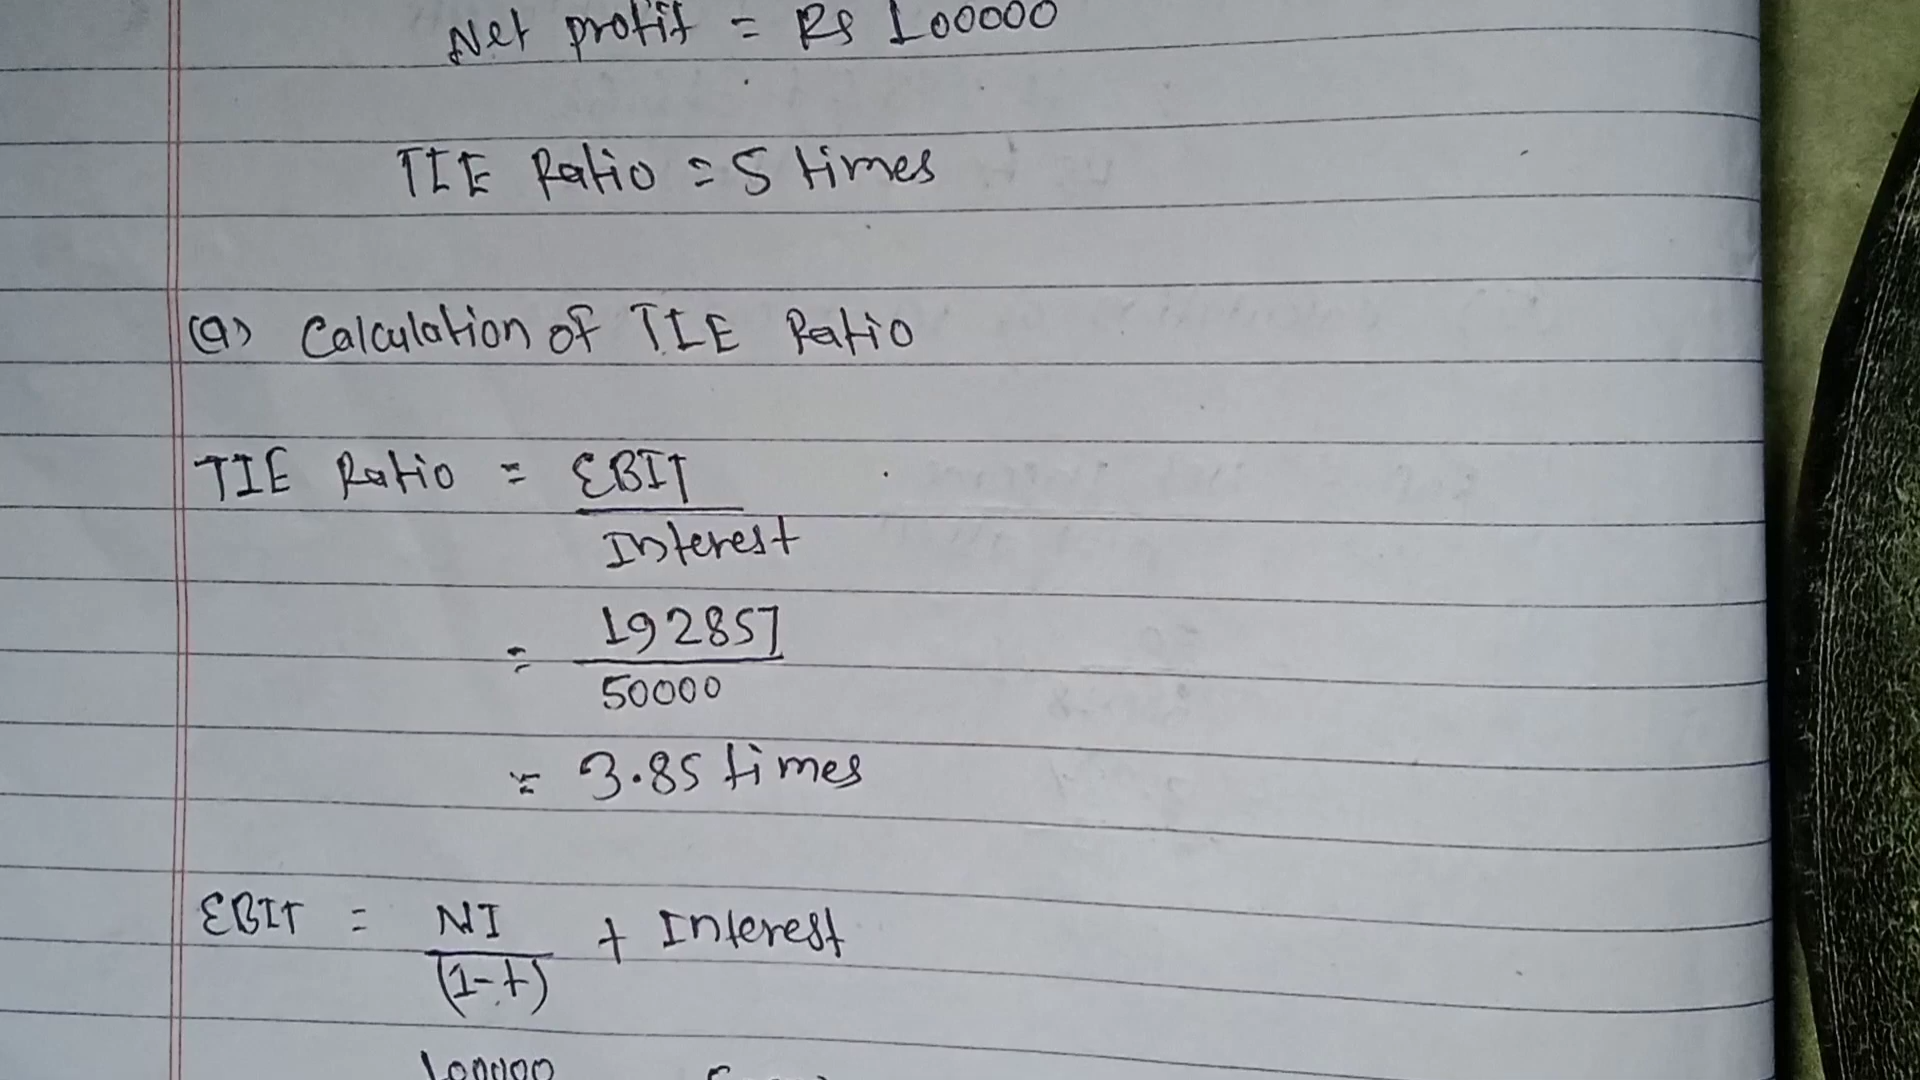 Net profit = Rs 100000
TIE Ratio = 5 times
(a) Calculation of TIE Ratio
TIE Ratio = EBIT
Interest
= 192857
50000
= 3.85 times
EBIT = NI + Interest
(1-t)
100000